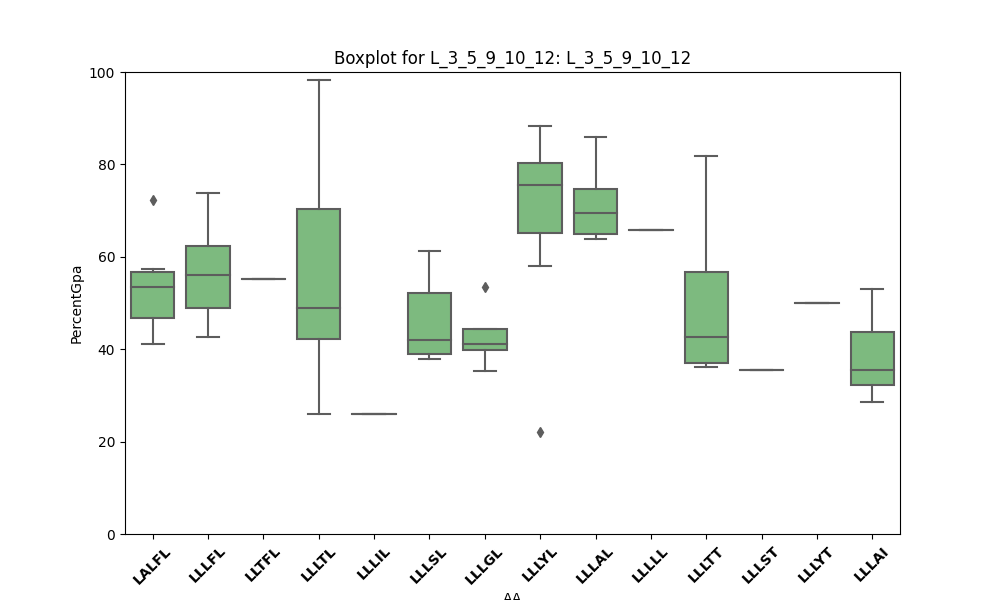 Boxplot for L_3_5_9_10_12: L_3_5_9_10_12
100
80
60
40
20
0
PercentGpa
LALFL LLLFL LLTFL LLLTL LLLIL LLLSL LLLGL LLLYL LLLAL LLLLL LLLTT LLLST LLLYT LLLAI
AA